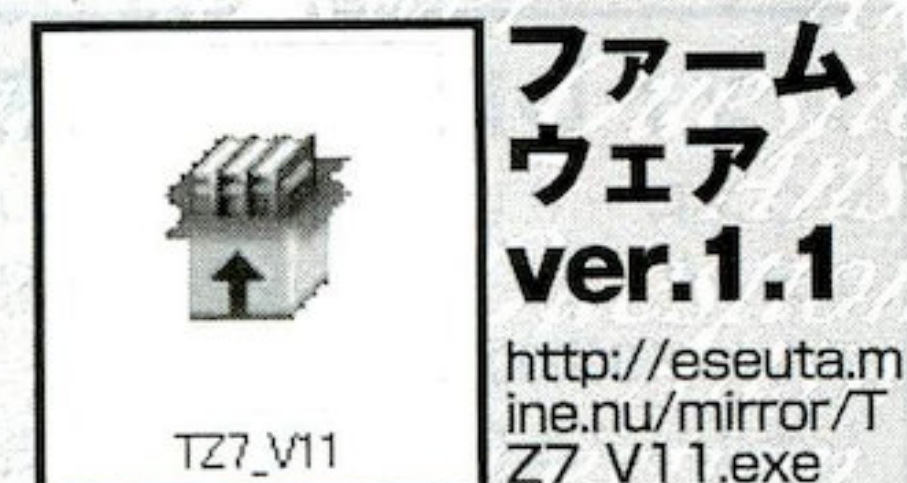 ファーム
ウェア
ver.1.1
http://eseuta.m
ine.nu/mirror/T
Z7_V11.exe
TZ7_V11